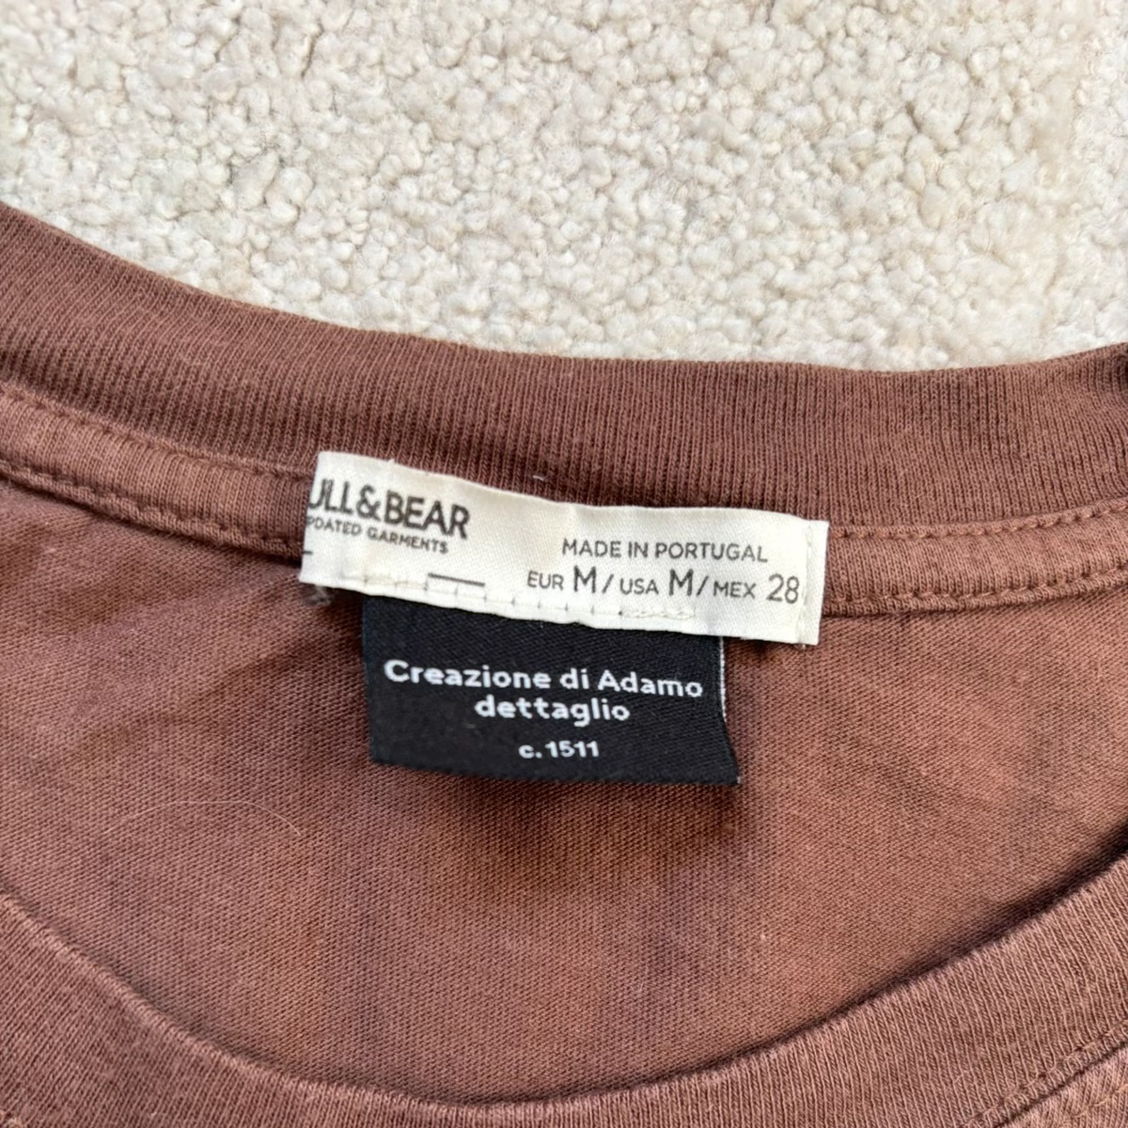 ULL&BEAR
PDATED GARMENTS
MADE IN PORTUGAL
EUR M/USA M/MEX 28
Creazione di Adamo
dettaglio
c. 1511